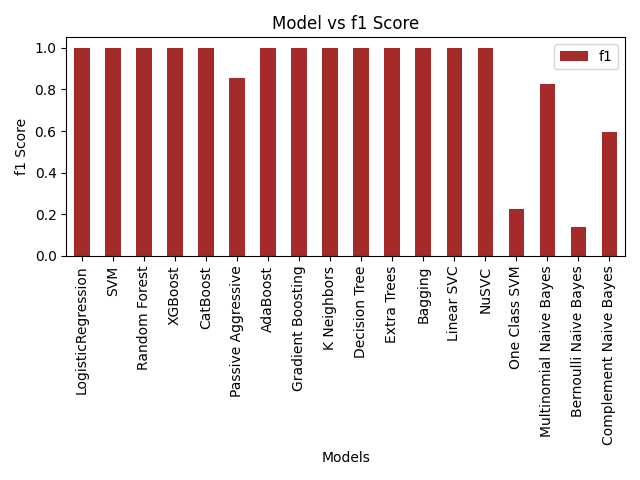 Model vs f1 Score
f1
f1 Score
1.0
0.8
0.6
0.4
0.2
0.0
LogisticRegression
SVM
Random Forest
XGBoost
CatBoost
Passive Aggressive
AdaBoost
Gradient Boosting
K Neighbors
Decision Tree
Extra Trees
Bagging
Linear SVC
NuSVC
One Class SVM
Multinomial Naive Bayes
Bernoulli Naive Bayes
Complement Naive Bayes
Models